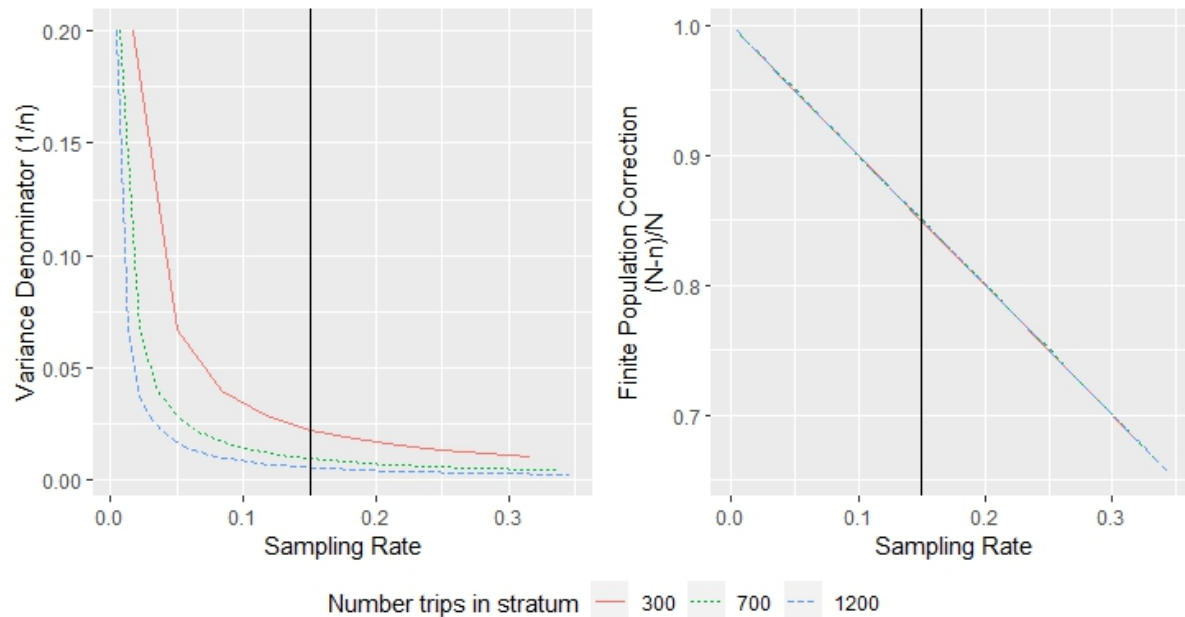 Variance Denominator (1/n)
0.20
0.15
0.10
0.05
0.00
0.0 0.1 0.2 0.3
Sampling Rate
Finite Population Correction
(N-n)/N
1.0
0.9
0.8
0.7
0.0 0.1 0.2 0.3
Sampling Rate
Number trips in stratum 300 700 1200